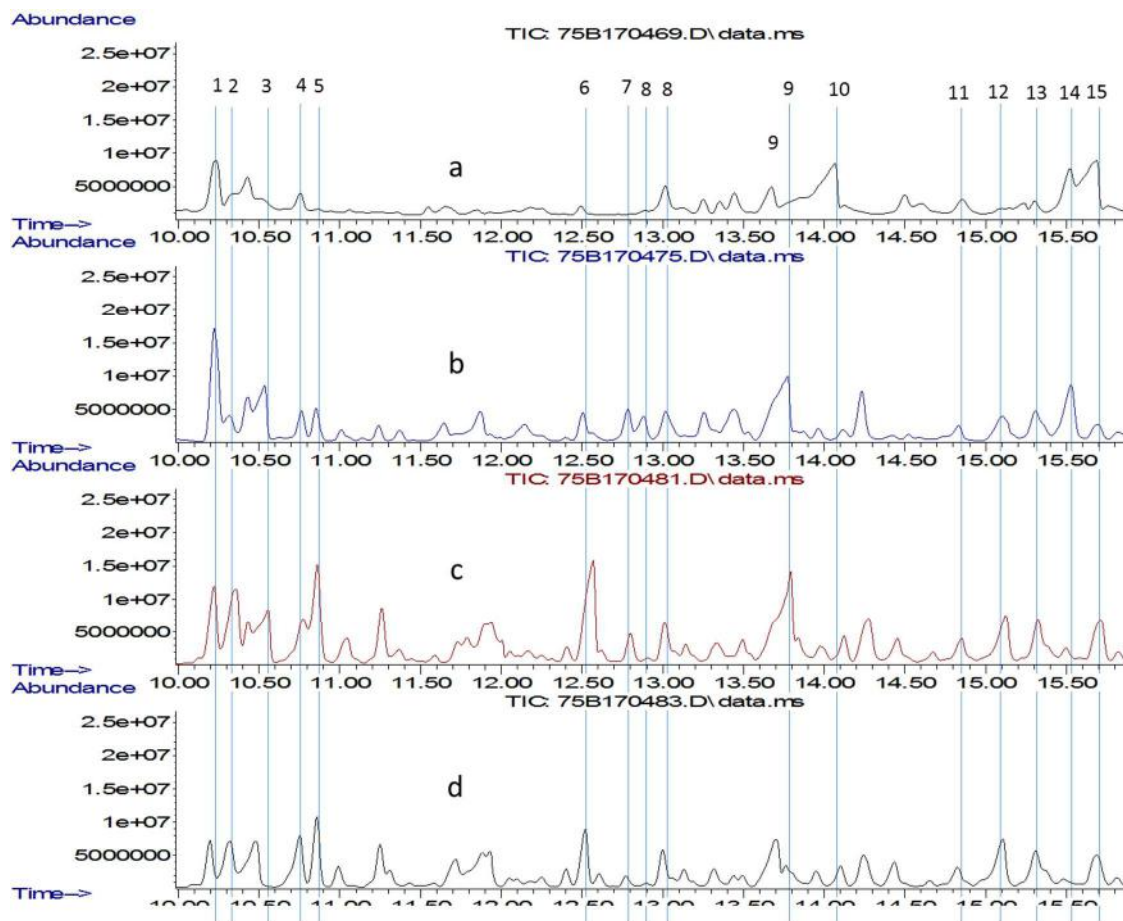 Abundance
TIC: 75B170469.D\data.ms
2.5e+07
2e+07
1.5e+07
1e+07
5000000
1 2 3 4 5 6 7 8 8 9 10 11 12 13 14 15
9
a
Time-->
10.00 10.50 11.00 11.50 12.00 12.50 13.00 13.50 14.00 14.50 15.00 15.50
Abundance
TIC: 75B170475.D\data.ms
2.5e+07
2e+07
1.5e+07
1e+07
5000000
b
Time-->
10.00 10.50 11.00 11.50 12.00 12.50 13.00 13.50 14.00 14.50 15.00 15.50
Abundance
TIC: 75B170481.D\data.ms
2.5e+07
2e+07
1.5e+07
1e+07
5000000
c
Time-->
10.00 10.50 11.00 11.50 12.00 12.50 13.00 13.50 14.00 14.50 15.00 15.50
Abundance
TIC: 75B170483.D\data.ms
2.5e+07
2e+07
1.5e+07
1e+07
5000000
d
Time-->